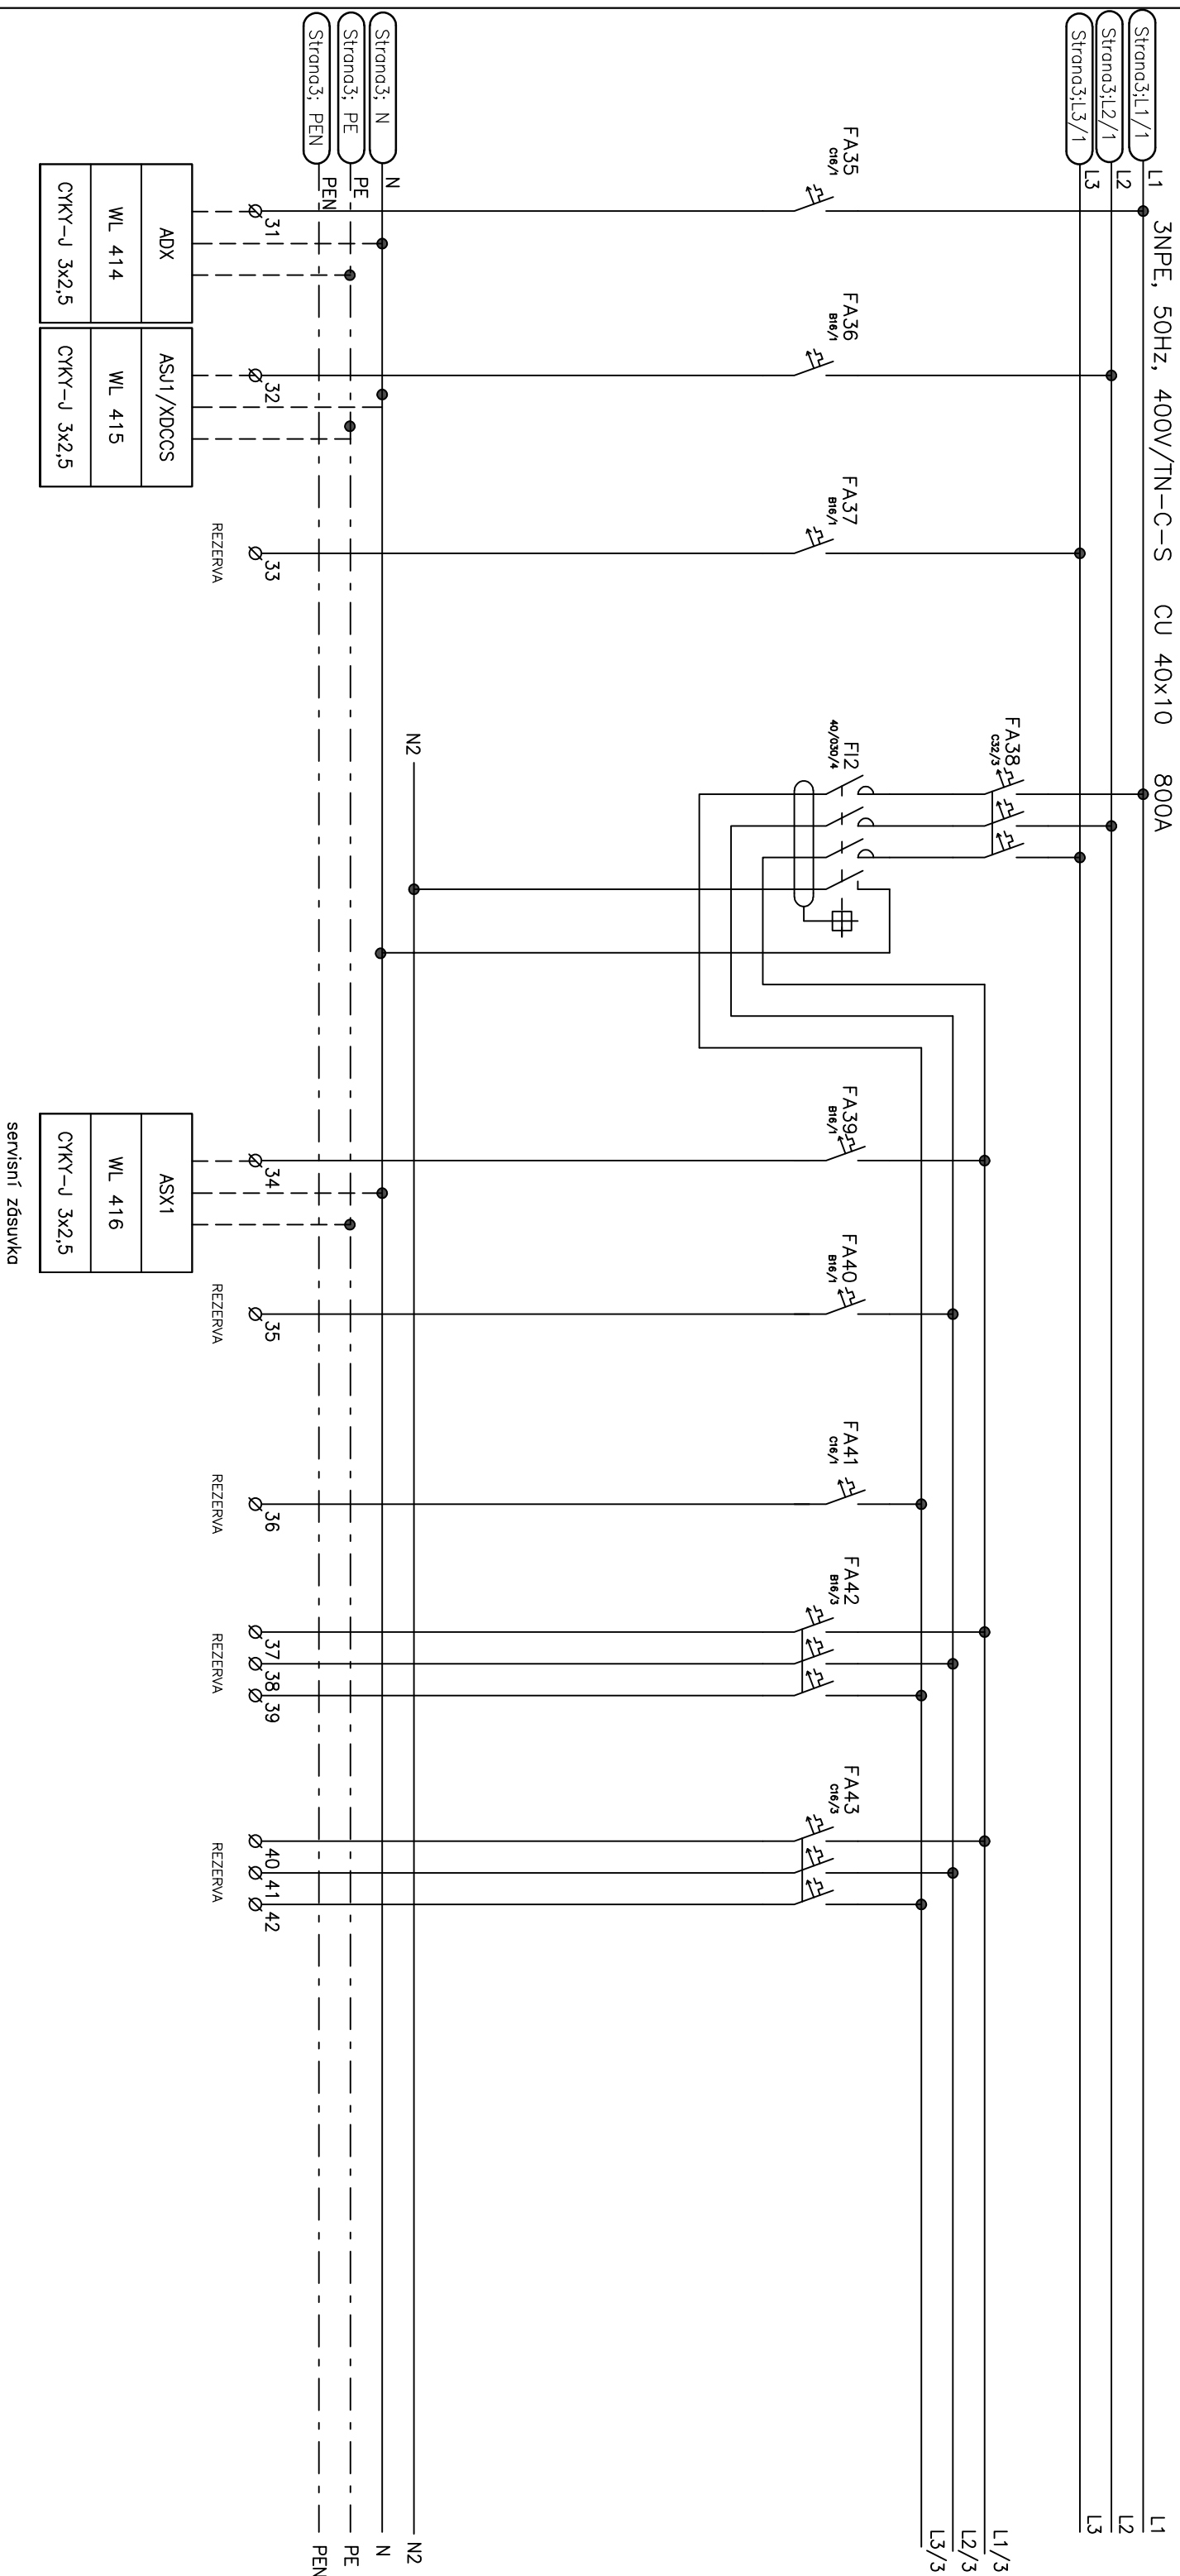 Strana3;L1/1
Strana3;L2/1
Strana3;L3/1
L1
L2
L3
3NPE, 50Hz, 400V/TN-C-S CU 40x10 800A
L1
L2
L3
FA38
C32/3
L1/3
L2/3
L3/3
FA35
C16/1
FA36
B16/1
FA37
B16/1
FI2
40/030/4
FA39
B16/1
FA40
B16/1
FA41
C16/1
FA42
B16/3
FA43
C16/3
N2
N2
Strana3; N
Strana3; PE
Strana3; PEN
N
PE
PEN
N
PE
PEN
31
32
33
34
35
36
37
38
39
40
41
42
REZERVA
REZERVA
REZERVA
REZERVA
REZERVA
ADX
WL 414
CYKY-J 3x2,5
ASJ1/XDCCS
WL 415
CYKY-J 3x2,5
ASX1
WL 416
CYKY-J 3x2,5
servisní zásuvka